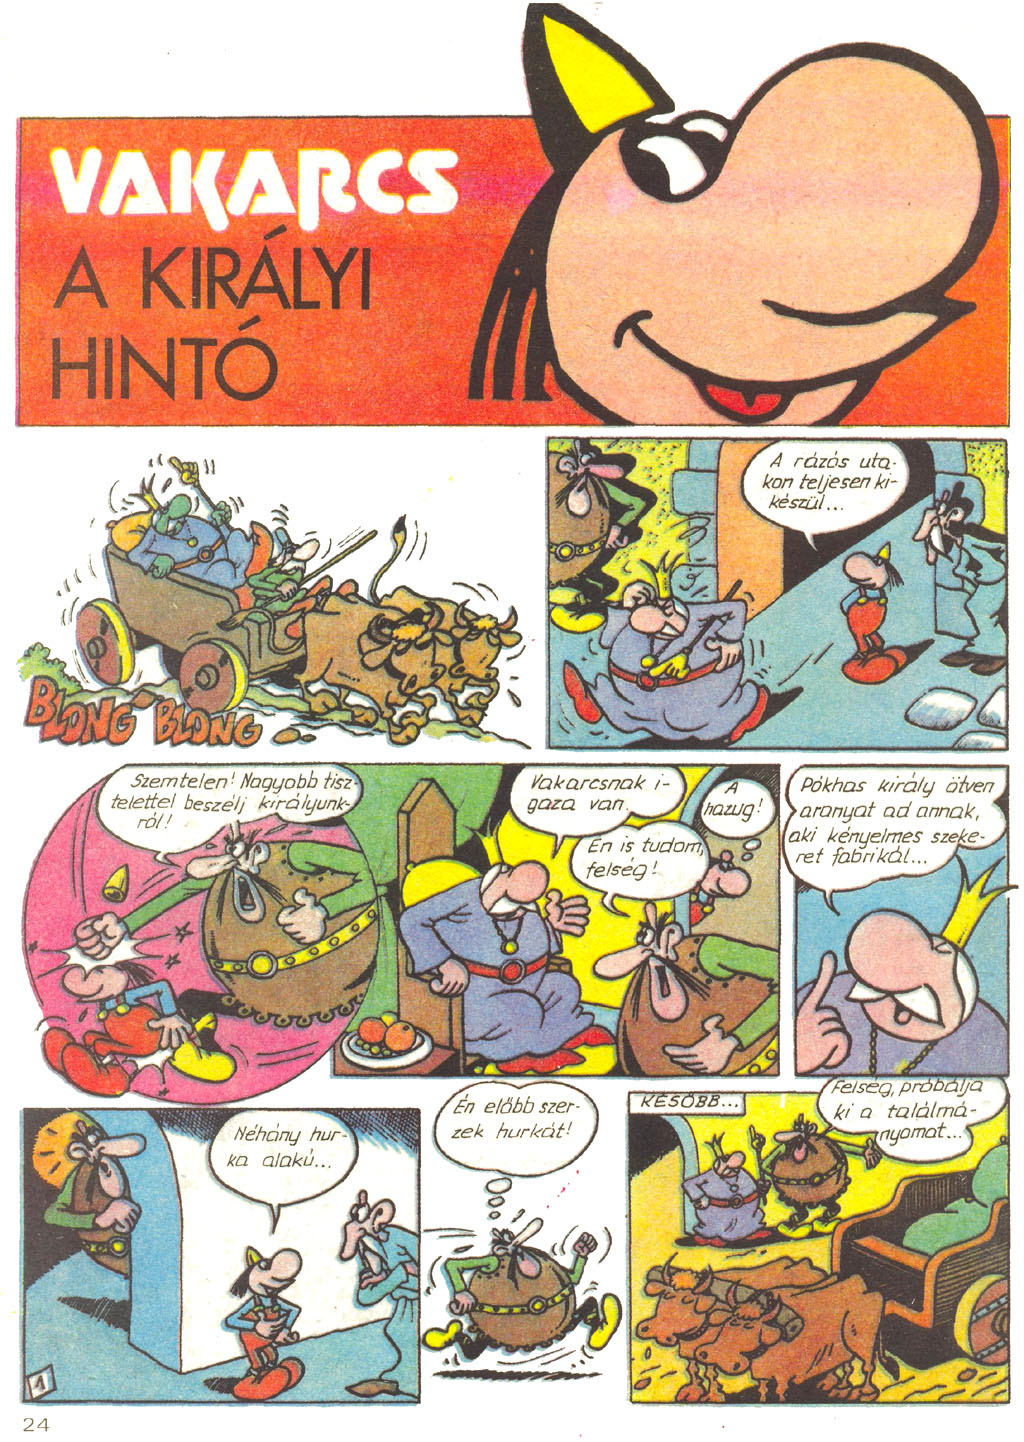 VAKARCS
A KIRÁLYI
HINTÓ
BLONG BLONG
A rázós uta-
kon teljesen ki-
készül...
Szemtelen! Nagyobb tisz-
telettel beszélj királyunk-
ról!
Vakarcsnak i-
gaza van.
Én is tudom,
felség!
A
hazug!
Pókhas király ötven
aranyat ad annak,
aki kényelmes szeke-
ret fabrikál...
Néhány hur-
ka alakú...
Én előbb szer-
zek hurkát!
KÉSŐBB...
Felség, próbálja
ki a találmá-
nyomat...
1
24